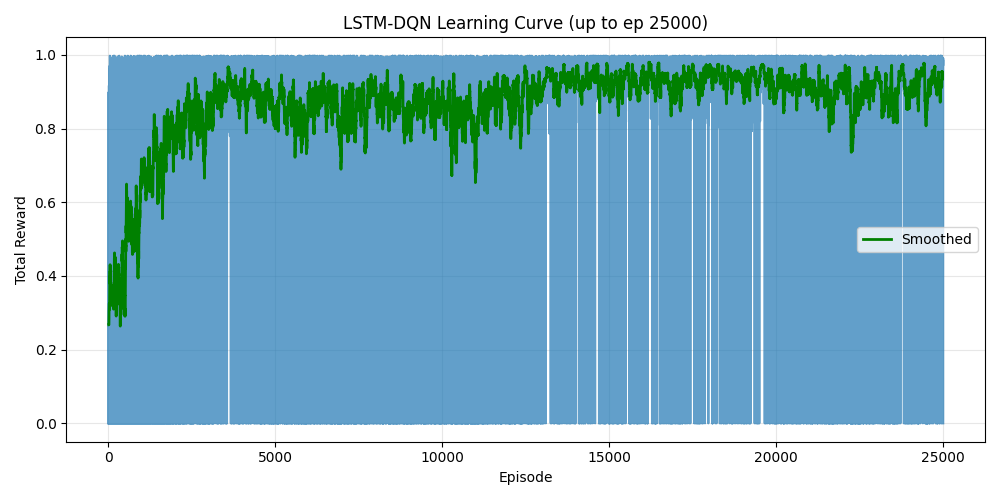 LSTM-DQN Learning Curve (up to ep 25000)
1.0
0.8
0.6
0.4
0.2
0.0
Total Reward
Smoothed
0 5000 10000 15000 20000 25000
Episode